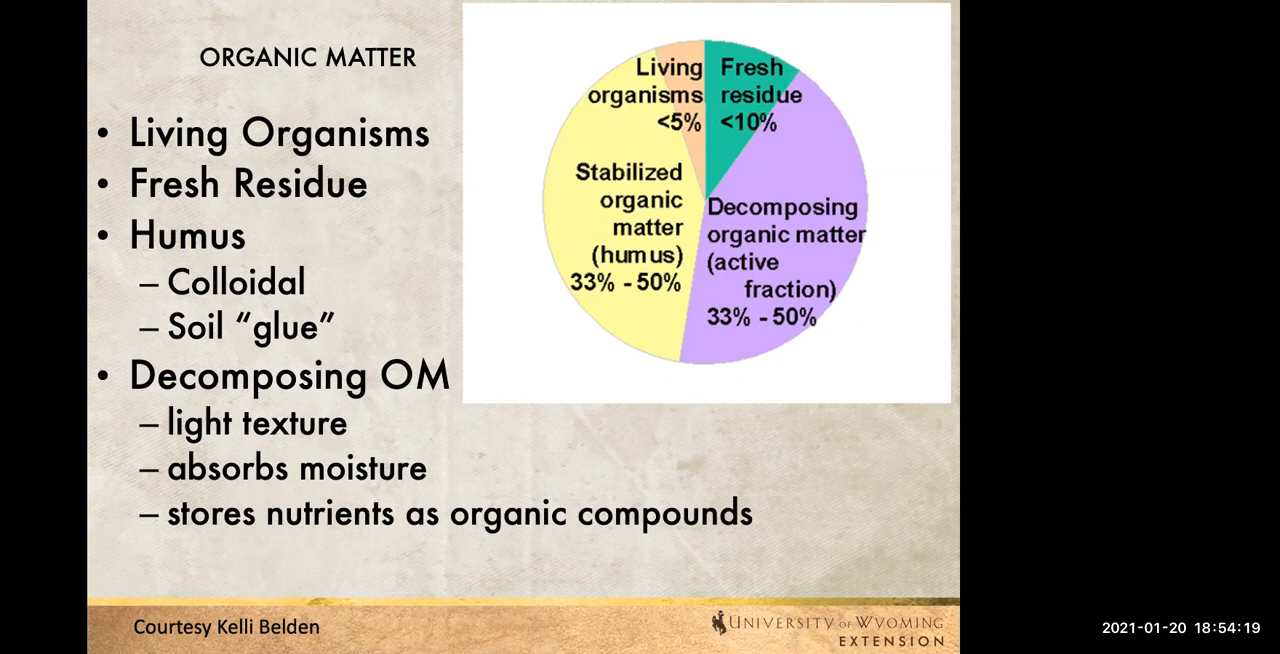 ORGANIC MATTER
• Living Organisms
• Fresh Residue
• Humus
– Colloidal
– Soil “glue”
• Decomposing OM
– light texture
– absorbs moisture
– stores nutrients as organic compounds
Living
organisms
<5%
Fresh
residue
<10%
Stabilized
organic
matter
(humus)
33% - 50%
Decomposing
organic matter
(active
fraction)
33% - 50%
Courtesy Kelli Belden
UNIVERSITY OF WYOMING
EXTENSION
2021-01-20 18:54:19